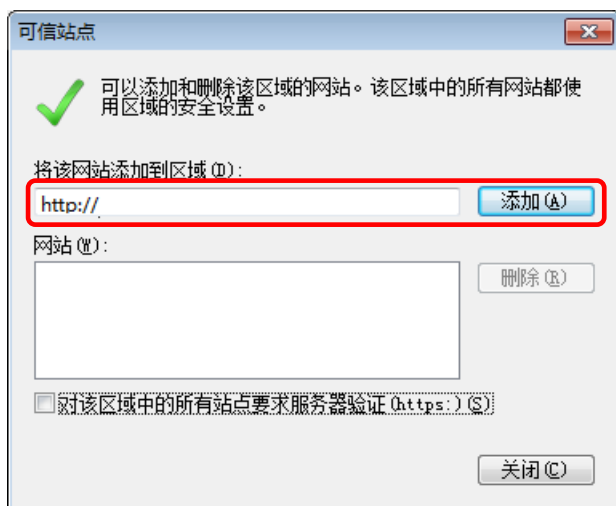 可信站点
可以添加和删除该区域的网站。该区域中的所有网站都使
用区域的安全设置。
将该网站添加到区域(D):
http://
添加(A)
网站(W):
删除(R)
对该区域中的所有站点要求服务器验证(https:)(S)
关闭(C)